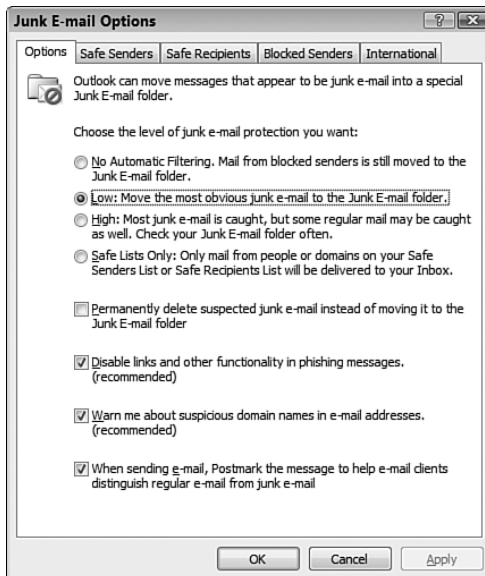 Junk E-mail Options
?
Options
Safe Senders
Safe Recipients
Blocked Senders
International
Outlook can move messages that appear to be junk e-mail into a special
Junk E-mail folder.
Choose the level of junk e-mail protection you want:
No Automatic Filtering. Mail from blocked senders is still moved to the
Junk E-mail folder.
Low: Move the most obvious junk e-mail to the Junk E-mail folder.
High: Most junk e-mail is caught, but some regular mail may be caught
as well. Check your Junk E-mail folder often.
Safe Lists Only: Only mail from people or domains on your Safe
Senders List or Safe Recipients List will be delivered to your Inbox.
Permanently delete suspected junk e-mail instead of moving it to the
Junk E-mail folder
Disable links and other functionality in phishing messages.
(recommended)
Warn me about suspicious domain names in e-mail addresses.
(recommended)
When sending e-mail, Postmark the message to help e-mail clients
distinguish regular e-mail from junk e-mail
OK
Cancel
Apply